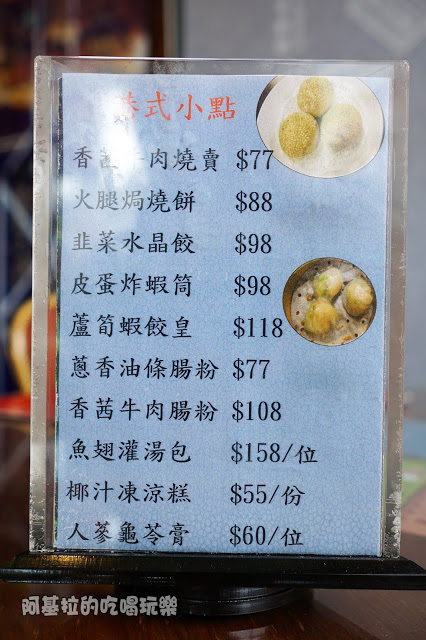 港式小點
香茜牛肉燒賣 $77
火腿焗燒餅 $88
韭菜水晶餃 $98
皮蛋炸蝦筒 $98
蘆筍蝦餃皇 $118
蔥香油條腸粉 $77
香茜牛肉腸粉 $108
魚翅灌湯包 $158/位
椰汁凍涼糕 $55/份
人蔘龜苓膏 $60/位
阿基拉的吃喝玩樂